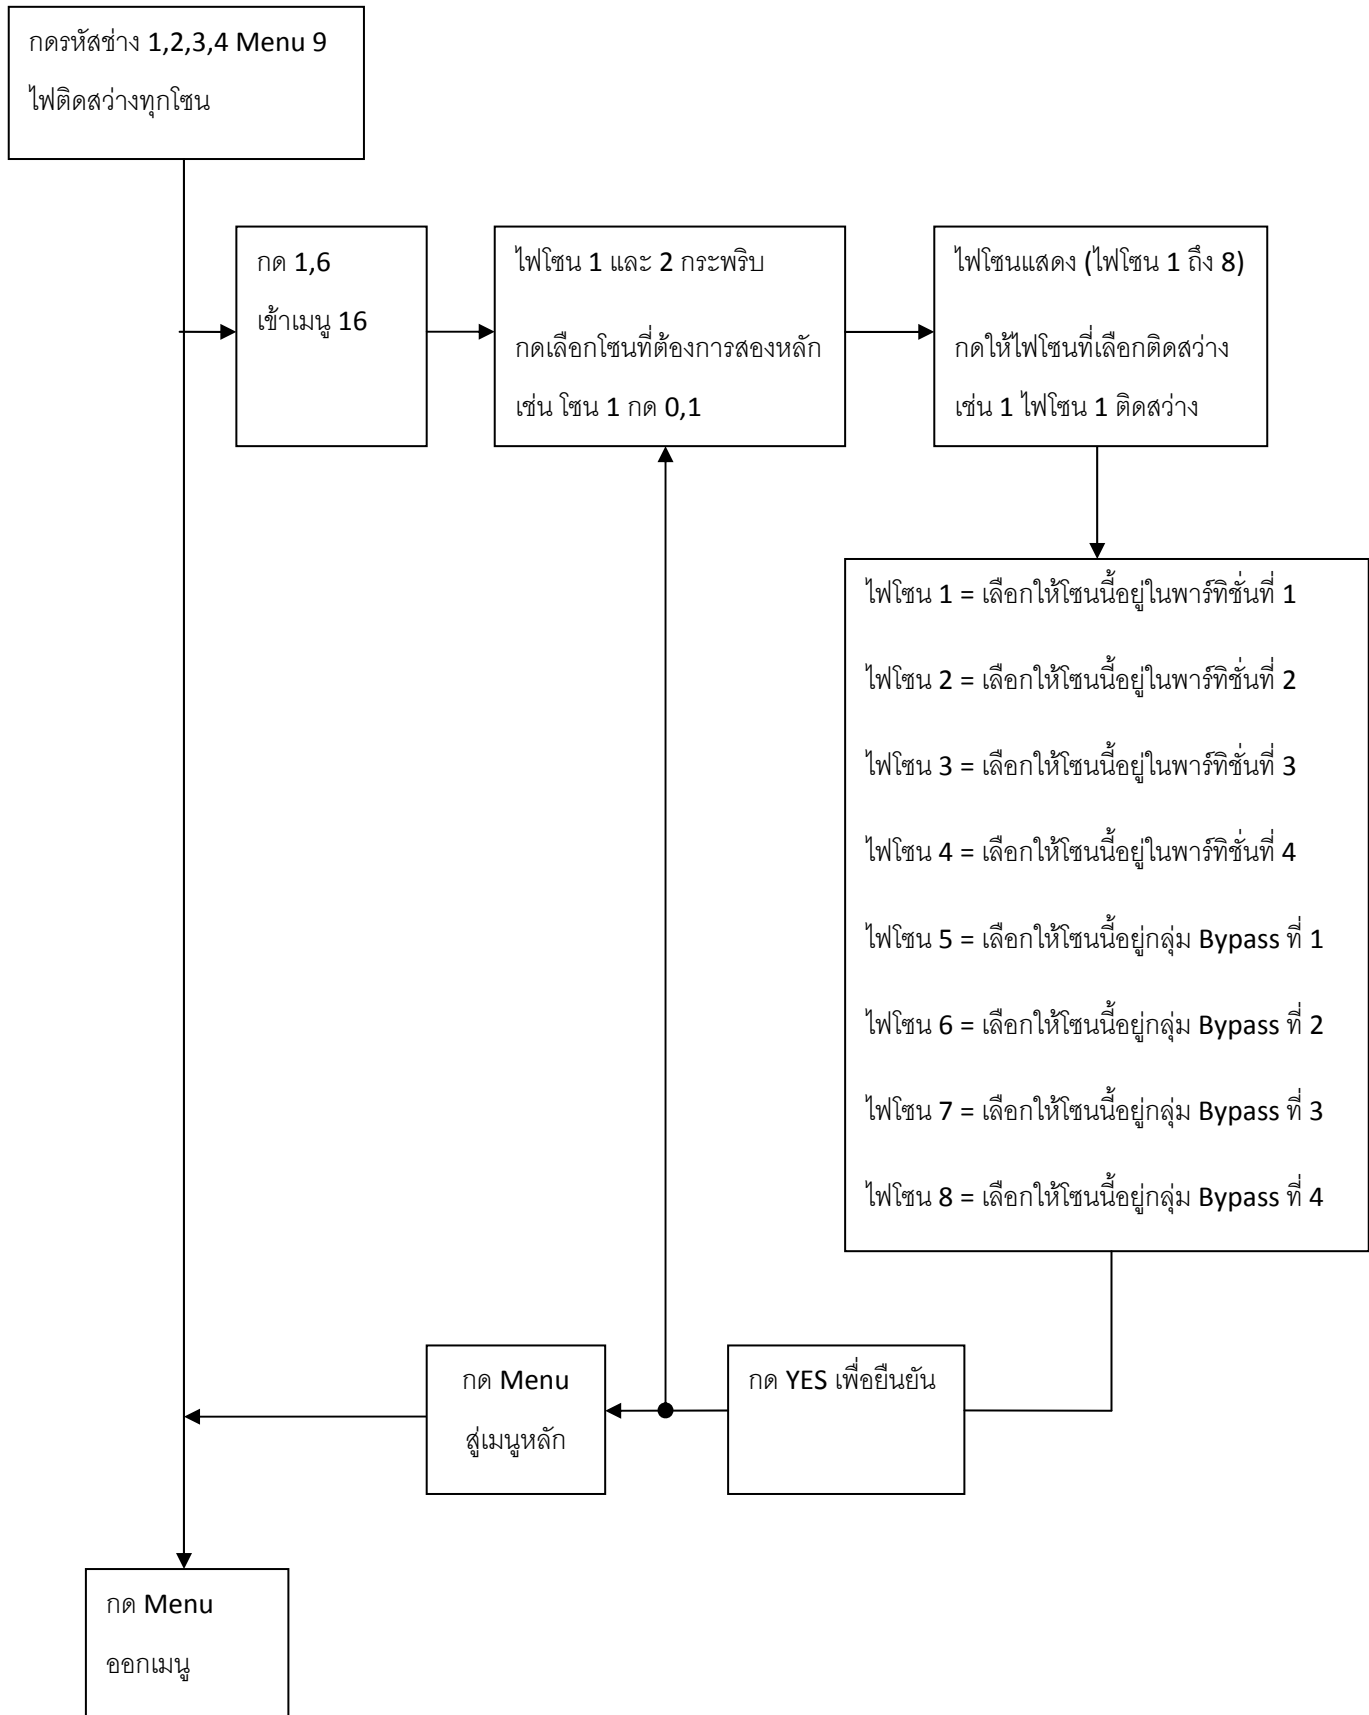 กดรหัสช่าง 1,2,3,4 Menu 9
ไฟติดสว่างทุกโซน
กด 1,6
เข้าเมนู 16
ไฟโซน 1 และ 2 กระพริบ
กดเลือกโซนที่ต้องการสองหลัก
เช่น โซน 1 กด 0,1
ไฟโซนแสดง (ไฟโซน 1 ถึง 8)
กดให้ไฟโซนที่เลือกติดสว่าง
เช่น 1 ไฟโซน 1 ติดสว่าง
ไฟโซน 1 = เลือกให้โซนนี้อยู่ในพาร์ทิชั่นที่ 1
ไฟโซน 2 = เลือกให้โซนนี้อยู่ในพาร์ทิชั่นที่ 2
ไฟโซน 3 = เลือกให้โซนนี้อยู่ในพาร์ทิชั่นที่ 3
ไฟโซน 4 = เลือกให้โซนนี้อยู่ในพาร์ทิชั่นที่ 4
ไฟโซน 5 = เลือกให้โซนนี้อยู่กลุ่ม Bypass ที่ 1
ไฟโซน 6 = เลือกให้โซนนี้อยู่กลุ่ม Bypass ที่ 2
ไฟโซน 7 = เลือกให้โซนนี้อยู่กลุ่ม Bypass ที่ 3
ไฟโซน 8 = เลือกให้โซนนี้อยู่กลุ่ม Bypass ที่ 4
กด YES เพื่อยืนยัน
กด Menu
สู่เมนูหลัก
กด Menu
ออกเมนู